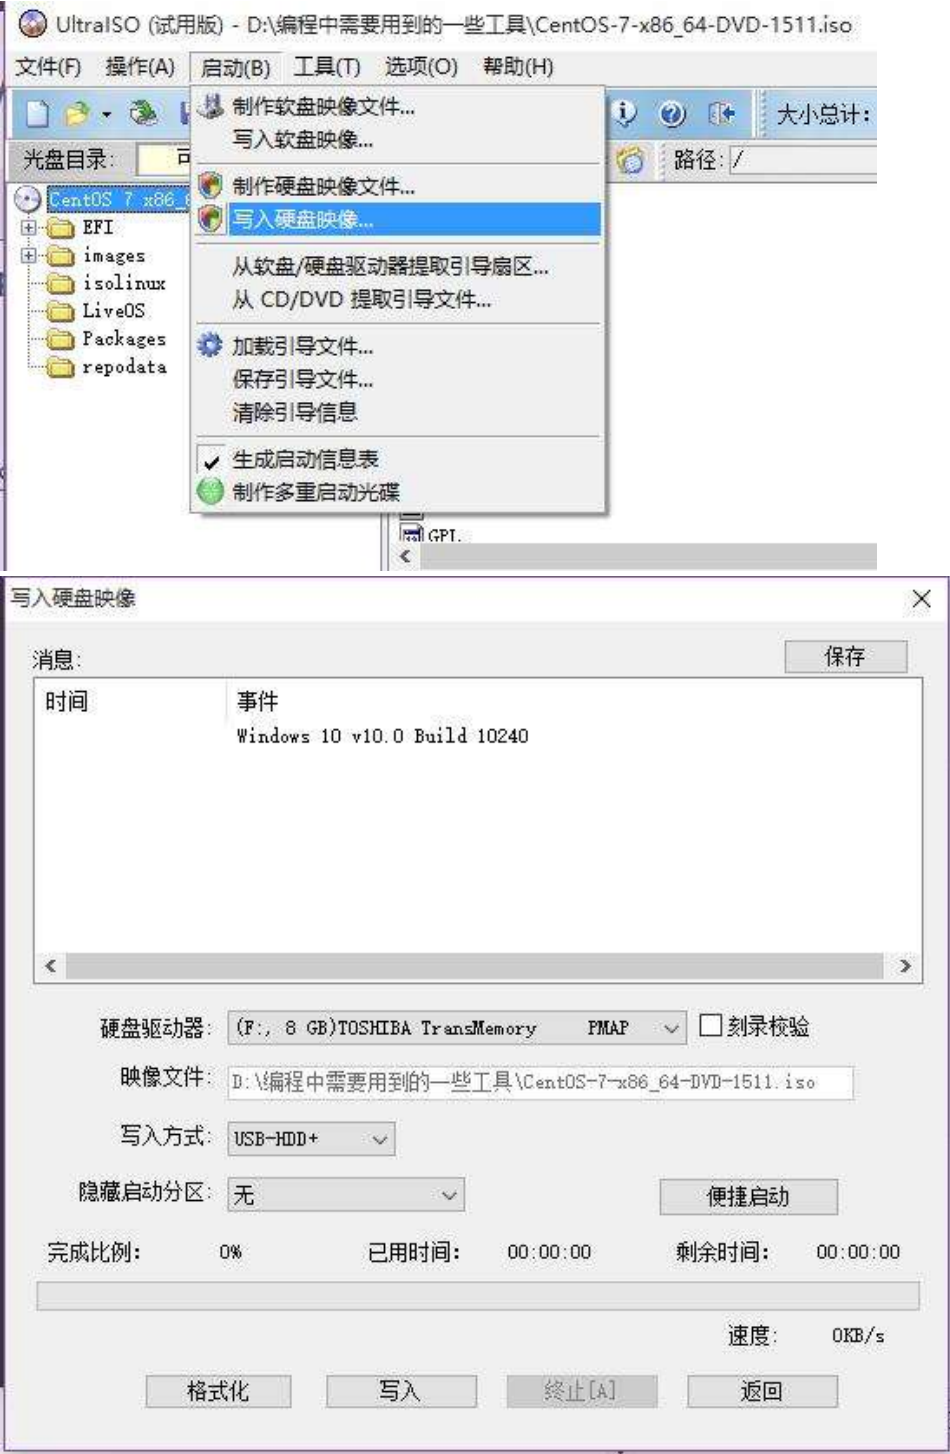 UltraISO (试用版) - D:\编程中需要用到的一些工具\CentOS-7-x86_64-DVD-1511.iso
文件(F) 操作(A) 启动(B) 工具(T) 选项(O) 帮助(H)
大小总计:
光盘目录: 可
路径: /
CentOS 7 x86_
EFI
images
isolinux
LiveOS
Packages
repodata
制作软盘映像文件...
写入软盘映像...
制作硬盘映像文件...
写入硬盘映像...
从软盘/硬盘驱动器提取引导扇区...
从 CD/DVD 提取引导文件...
加载引导文件...
保存引导文件...
清除引导信息
生成启动信息表
制作多重启动光碟
GPL
写入硬盘映像
消息:
保存
时间 事件
Windows 10 v10.0 Build 10240
硬盘驱动器: (F:, 8 GB)TOSHIBA TransMemory PMAP 刻录校验
映像文件: D:\编程中需要用到的一些工具\CentOS-7-x86_64-DVD-1511.iso
写入方式: USB-HDD+
隐藏启动分区: 无 便捷启动
完成比例: 0% 已用时间: 00:00:00 剩余时间: 00:00:00
速度: 0KB/s
格式化 写入 终止[A] 返回